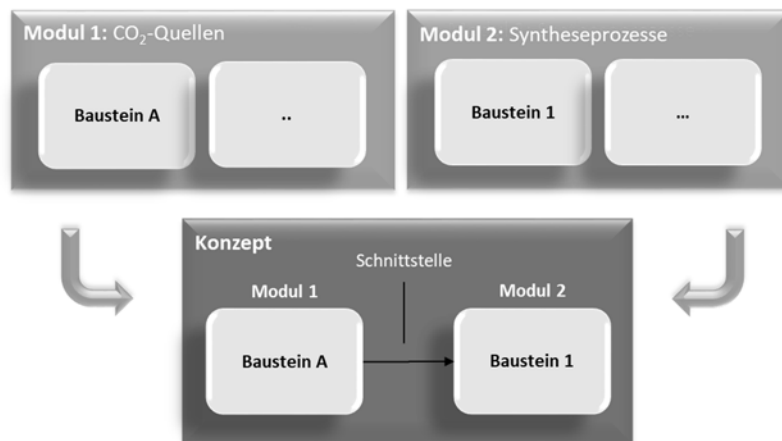 Modul 1: CO₂-Quellen
Baustein A
..
Modul 2: Syntheseprozesse
Baustein 1
...
Konzept
Schnittstelle
Modul 1
Modul 2
Baustein A
Baustein 1